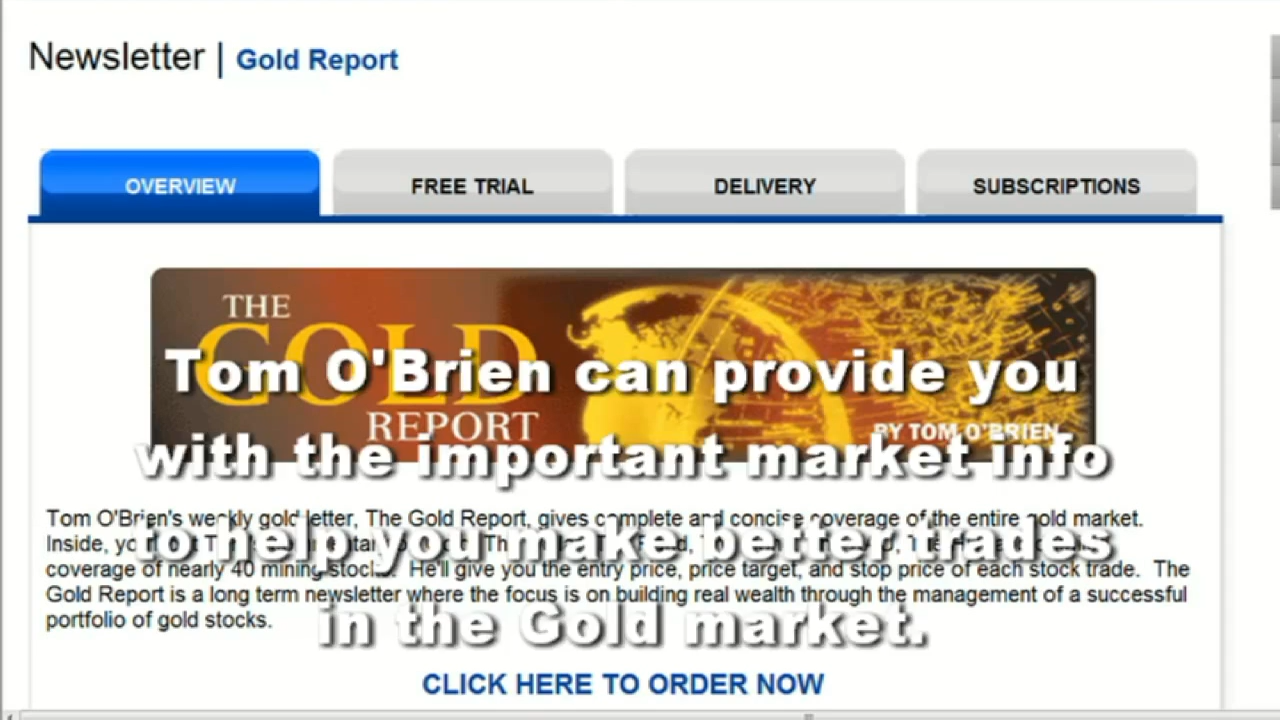 Newsletter | Gold Report
OVERVIEW FREE TRIAL DELIVERY SUBSCRIPTIONS
THE
GOLD
REPORT
BY TOM O'BRIEN
Tom O'Brien can provide you
with the important market info
to help you make better trades
in the Gold market.
Tom O'Brien's weekly gold letter, The Gold Report, gives complete and concise coverage of the entire gold market.
Inside,
coverage of nearly 40 mining stocks. He'll give you the entry price, price target, and stop price of each stock trade. The
Gold Report is a long term newsletter where the focus is on building real wealth through the management of a successful
portfolio of gold stocks.
CLICK HERE TO ORDER NOW